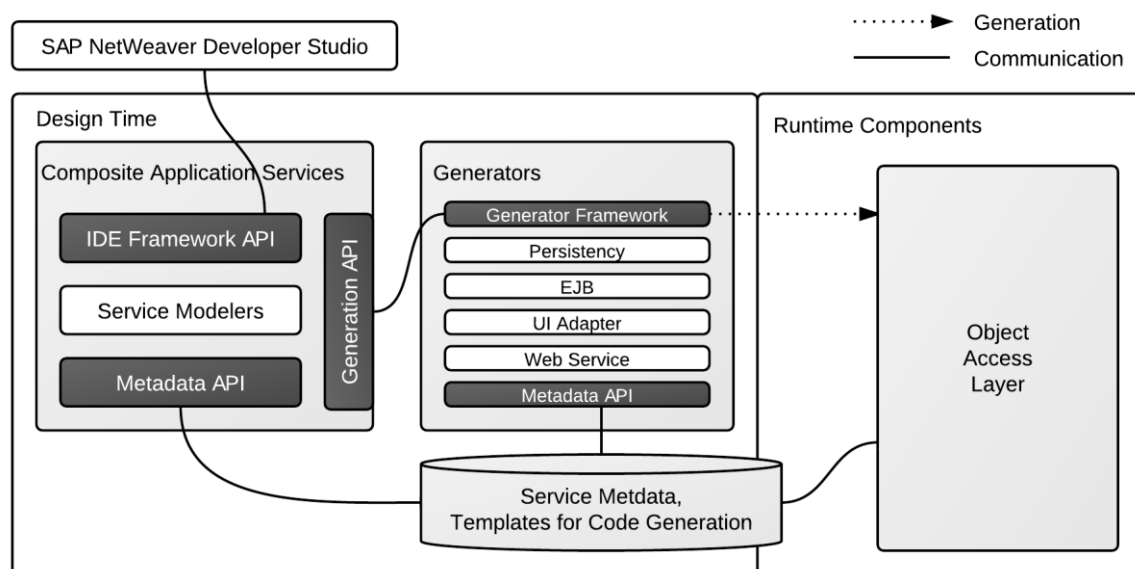 SAP NetWeaver Developer Studio
Generation
Communication
Design Time
Runtime Components
Composite Application Services
IDE Framework API
Service Modelers
Metadata API
Generation API
Generators
Generator Framework
Persistency
EJB
UI Adapter
Web Service
Metadata API
Object
Access
Layer
Service Metdata,
Templates for Code Generation